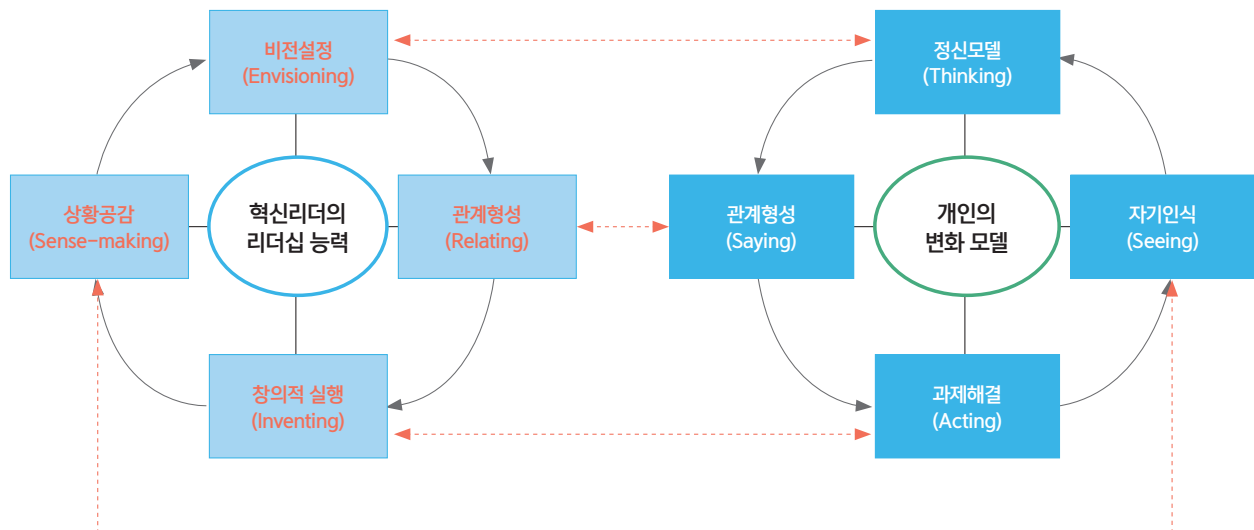 비전설정
(Envisioning)
정신모델
(Thinking)
상황공감
(Sense-making)
혁신리더의
리더십 능력
관계형성
(Relating)
관계형성
(Saying)
개인의
변화 모델
자기인식
(Seeing)
창의적 실행
(Inventing)
과제해결
(Acting)